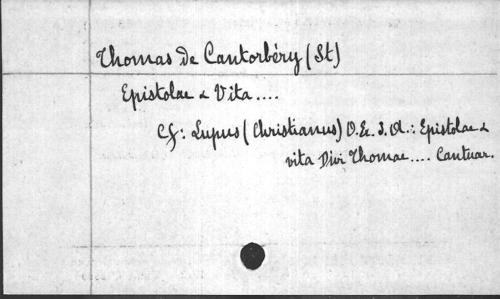 Thomas de Cantorbéry (St)
Epistolae & Vita ....
Cf: Lupus (Christianus) O.E.S.A.: Epistolae &
vita Divi Thomae .... Cantuar.